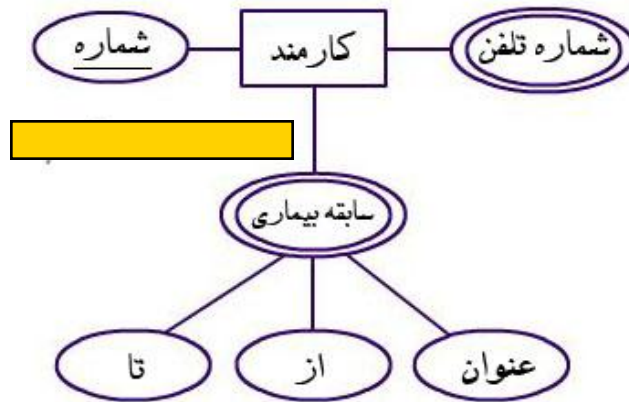 شماره تلفن
کارمند
شماره
سابقه بیماری
عنوان
از
تا